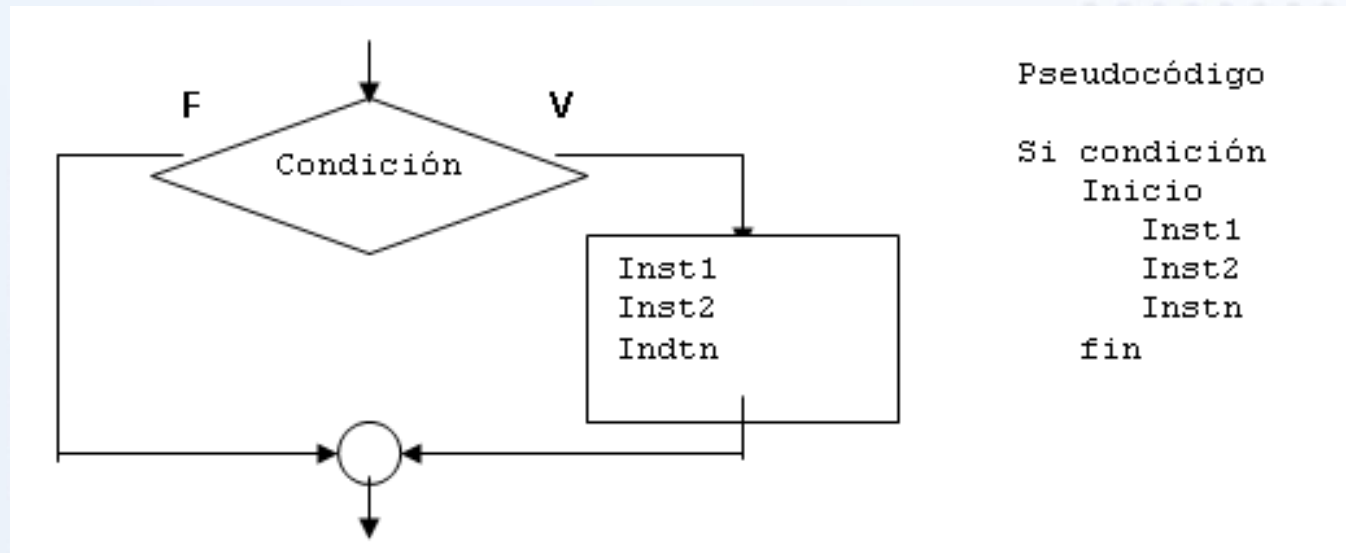 F
V
Condición
Inst1
Inst2
Indtn
Pseudocódigo
Si condición
Inicio
Inst1
Inst2
Instn
fin